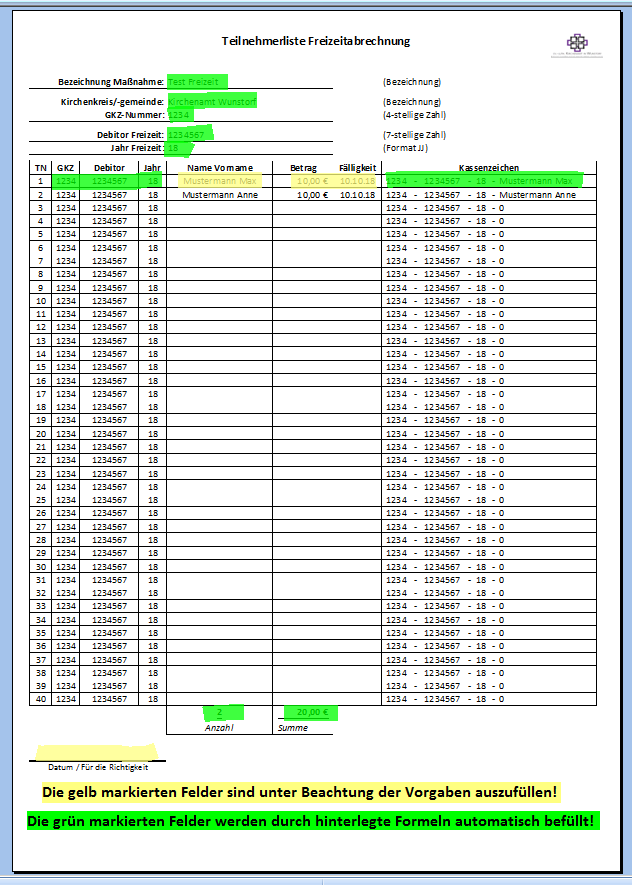 Teilnehmerliste Freizeitabrechnung
Bezeichnung Maßnahme: Test Freizeit (Bezeichnung)
Kirchenkreis/-gemeinde: Kirchenamt Wunstorf (Bezeichnung)
GKZ-Nummer: 1234 (4-stellige Zahl)
Debitor Freizeit: 1234567 (7-stellige Zahl)
Jahr Freizeit: 18 (Format JJ)
TN GKZ Debitor Jahr Name Vorname Betrag Fälligkeit Kassenzeichen
1 1234 1234567 18 Mustermann Max 10,00 € 10.10.18 1234 - 1234567 - 18 - Mustermann Max
2 1234 1234567 18 Mustermann Anne 10,00 € 10.10.18 1234 - 1234567 - 18 - Mustermann Anne
3 1234 1234567 18 1234 - 1234567 - 18 - 0
4 1234 1234567 18 1234 - 1234567 - 18 - 0
5 1234 1234567 18 1234 - 1234567 - 18 - 0
6 1234 1234567 18 1234 - 1234567 - 18 - 0
7 1234 1234567 18 1234 - 1234567 - 18 - 0
8 1234 1234567 18 1234 - 1234567 - 18 - 0
9 1234 1234567 18 1234 - 1234567 - 18 - 0
10 1234 1234567 18 1234 - 1234567 - 18 - 0
11 1234 1234567 18 1234 - 1234567 - 18 - 0
12 1234 1234567 18 1234 - 1234567 - 18 - 0
13 1234 1234567 18 1234 - 1234567 - 18 - 0
14 1234 1234567 18 1234 - 1234567 - 18 - 0
15 1234 1234567 18 1234 - 1234567 - 18 - 0
16 1234 1234567 18 1234 - 1234567 - 18 - 0
17 1234 1234567 18 1234 - 1234567 - 18 - 0
18 1234 1234567 18 1234 - 1234567 - 18 - 0
19 1234 1234567 18 1234 - 1234567 - 18 - 0
20 1234 1234567 18 1234 - 1234567 - 18 - 0
21 1234 1234567 18 1234 - 1234567 - 18 - 0
22 1234 1234567 18 1234 - 1234567 - 18 - 0
23 1234 1234567 18 1234 - 1234567 - 18 - 0
24 1234 1234567 18 1234 - 1234567 - 18 - 0
25 1234 1234567 18 1234 - 1234567 - 18 - 0
26 1234 1234567 18 1234 - 1234567 - 18 - 0
27 1234 1234567 18 1234 - 1234567 - 18 - 0
28 1234 1234567 18 1234 - 1234567 - 18 - 0
29 1234 1234567 18 1234 - 1234567 - 18 - 0
30 1234 1234567 18 1234 - 1234567 - 18 - 0
31 1234 1234567 18 1234 - 1234567 - 18 - 0
32 1234 1234567 18 1234 - 1234567 - 18 - 0
33 1234 1234567 18 1234 - 1234567 - 18 - 0
34 1234 1234567 18 1234 - 1234567 - 18 - 0
35 1234 1234567 18 1234 - 1234567 - 18 - 0
36 1234 1234567 18 1234 - 1234567 - 18 - 0
37 1234 1234567 18 1234 - 1234567 - 18 - 0
38 1234 1234567 18 1234 - 1234567 - 18 - 0
39 1234 1234567 18 1234 - 1234567 - 18 - 0
40 1234 1234567 18 1234 - 1234567 - 18 - 0
2 20,00 €
Anzahl Summe
Datum / Für die Richtigkeit
Die gelb markierten Felder sind unter Beachtung der Vorgaben auszufüllen!
Die grün markierten Felder werden durch hinterlegte Formeln automatisch befüllt!